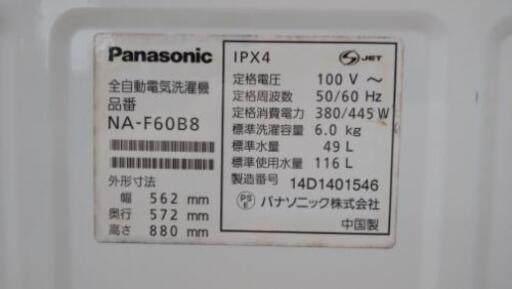 Panasonic
全自動電気洗濯機
品番
NA-F60B8
外形寸法
幅 562 mm
奥行 572 mm
高さ 880 mm
IPX4
S-JET
定格電圧 100 V ～
定格周波数 50/60 Hz
定格消費電力 380/445 W
標準洗濯容量 6.0 kg
標準水量 49 L
標準使用水量 116 L
製造番号 14D1401546
PSE パナソニック株式会社
中国製